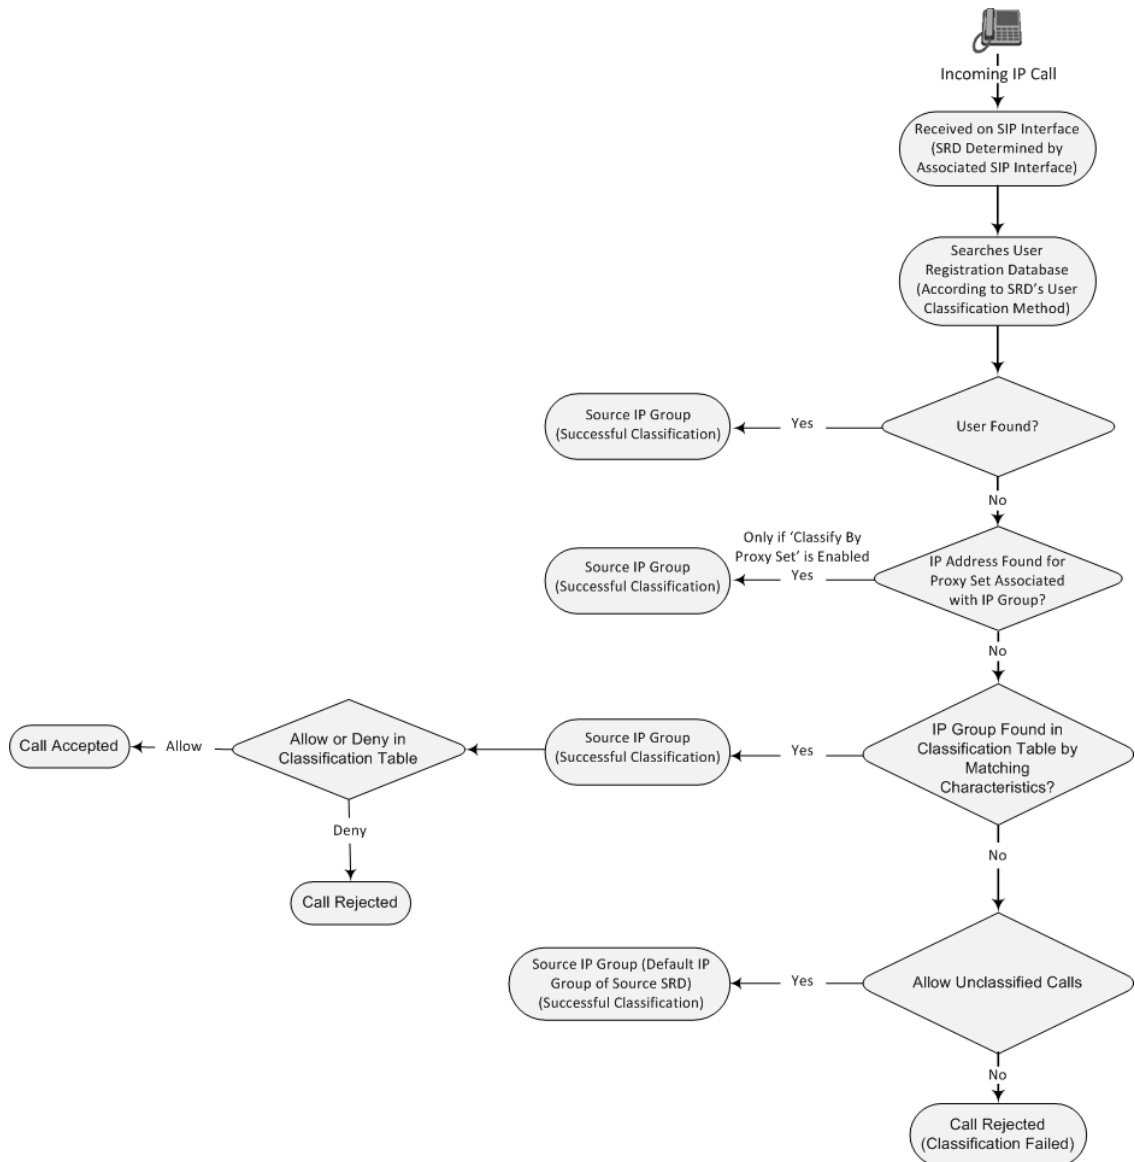 Incoming IP Call
Received on SIP Interface
(SRD Determined by
Associated SIP Interface)
Searches User
Registration Database
(According to SRD's User
Classification Method)
User Found?
Yes
Source IP Group
(Successful Classification)
No
IP Address Found for
Proxy Set Associated
with IP Group?
Only if 'Classify By
Proxy Set' is Enabled
Yes
Source IP Group
(Successful Classification)
No
IP Group Found in
Classification Table by
Matching
Characteristics?
Yes
Source IP Group
(Successful Classification)
Allow or Deny in
Classification Table
Allow
Call Accepted
Deny
Call Rejected
No
Allow Unclassified Calls
Yes
Source IP Group (Default IP
Group of Source SRD)
(Successful Classification)
No
Call Rejected
(Classification Failed)